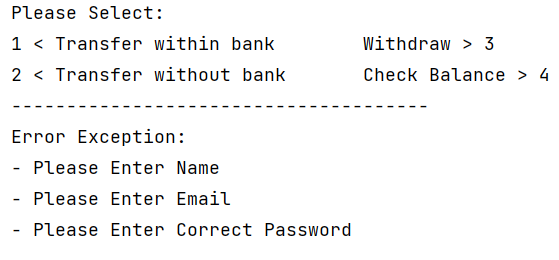 Please Select:
1 < Transfer within bank        Withdraw > 3
2 < Transfer without bank       Check Balance > 4
--------------------------------------
Error Exception:
- Please Enter Name
- Please Enter Email
- Please Enter Correct Password